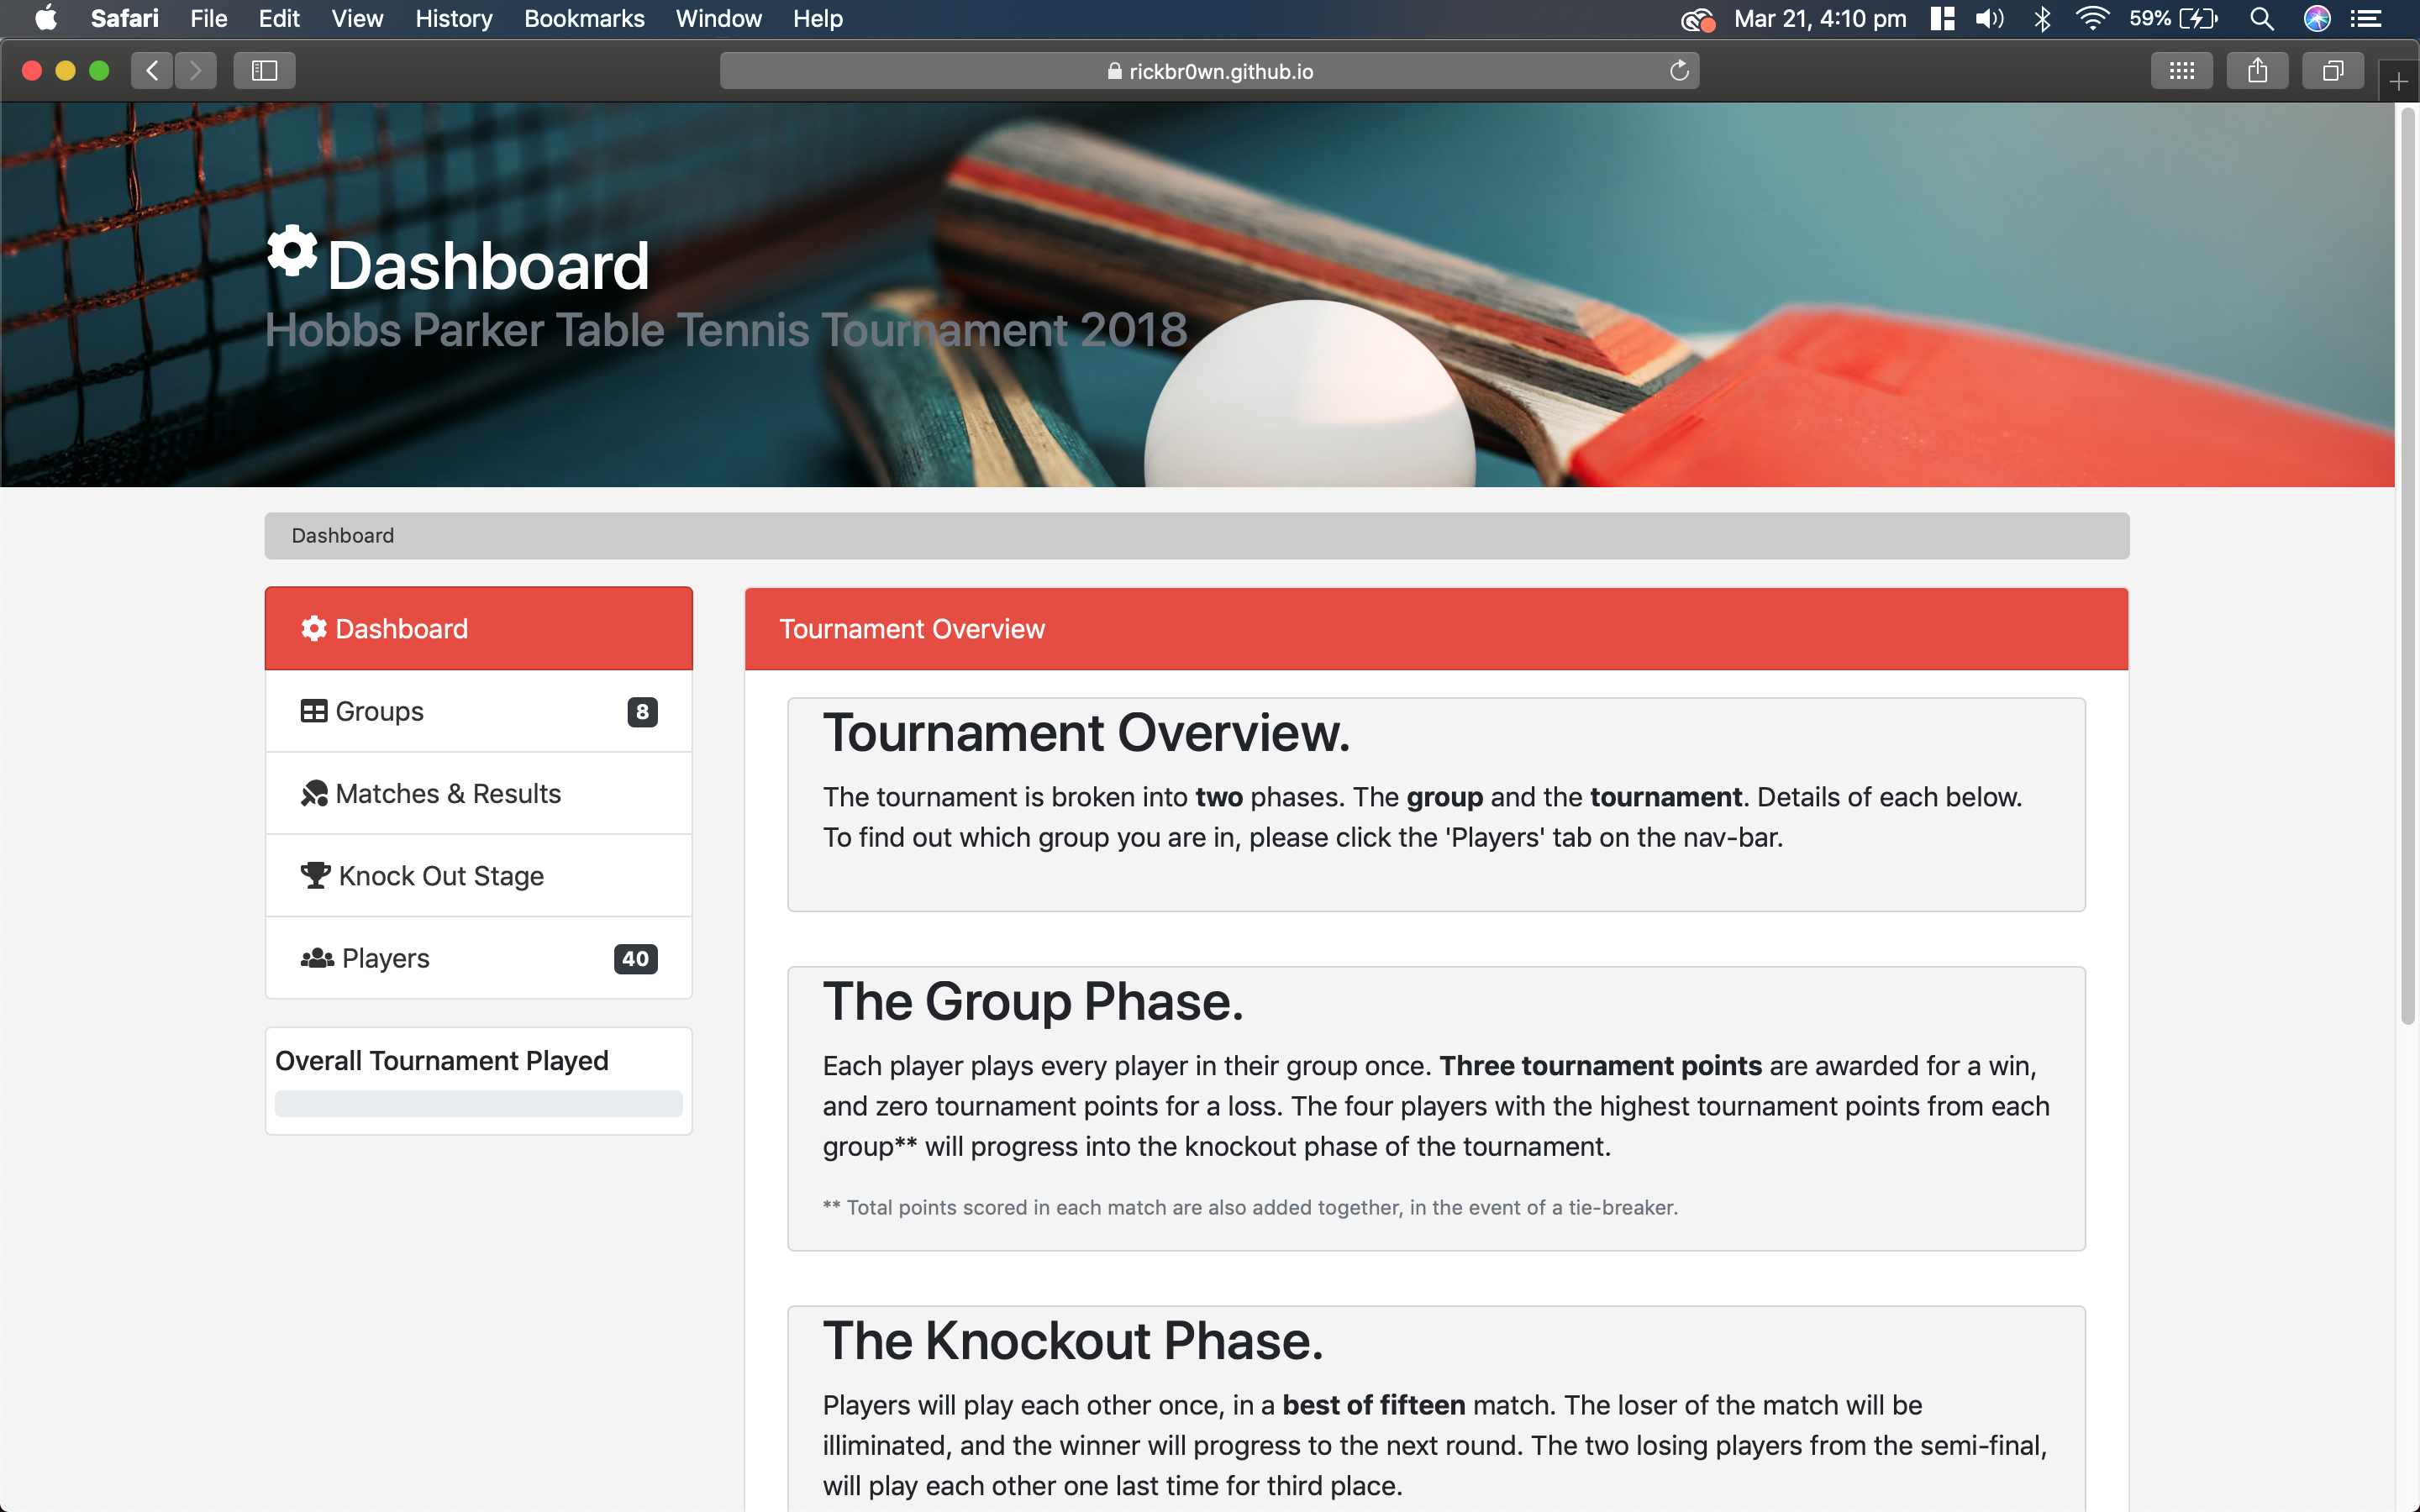 Safari File Edit View History Bookmarks Window Help Mar 21, 4:10 pm 59%
rickbr0wn.github.io
Dashboard
Hobbs Parker Table Tennis Tournament 2018
Dashboard
Dashboard
Groups 8
Matches & Results
Knock Out Stage
Players 40
Overall Tournament Played
Tournament Overview
Tournament Overview.
The tournament is broken into two phases. The group and the tournament. Details of each below.
To find out which group you are in, please click the 'Players' tab on the nav-bar.
The Group Phase.
Each player plays every player in their group once. Three tournament points are awarded for a win,
and zero tournament points for a loss. The four players with the highest tournament points from each
group** will progress into the knockout phase of the tournament.
** Total points scored in each match are also added together, in the event of a tie-breaker.
The Knockout Phase.
Players will play each other once, in a best of fifteen match. The loser of the match will be
illiminated, and the winner will progress to the next round. The two losing players from the semi-final,
will play each other one last time for third place.